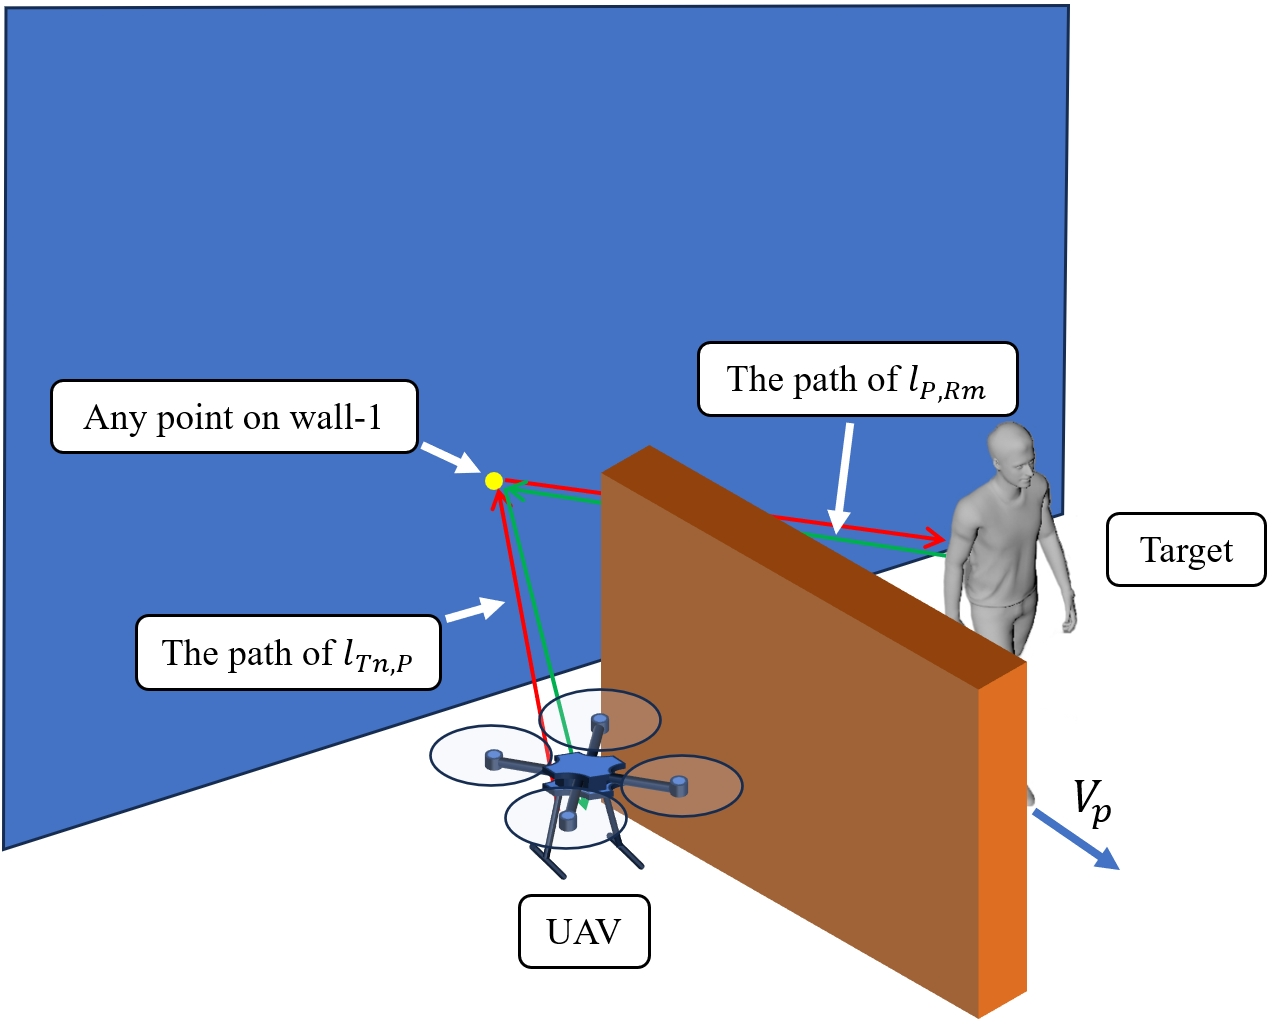 The path of l_{P,Rm}
Any point on wall-1
Target
The path of l_{Tn,P}
V_p
UAV